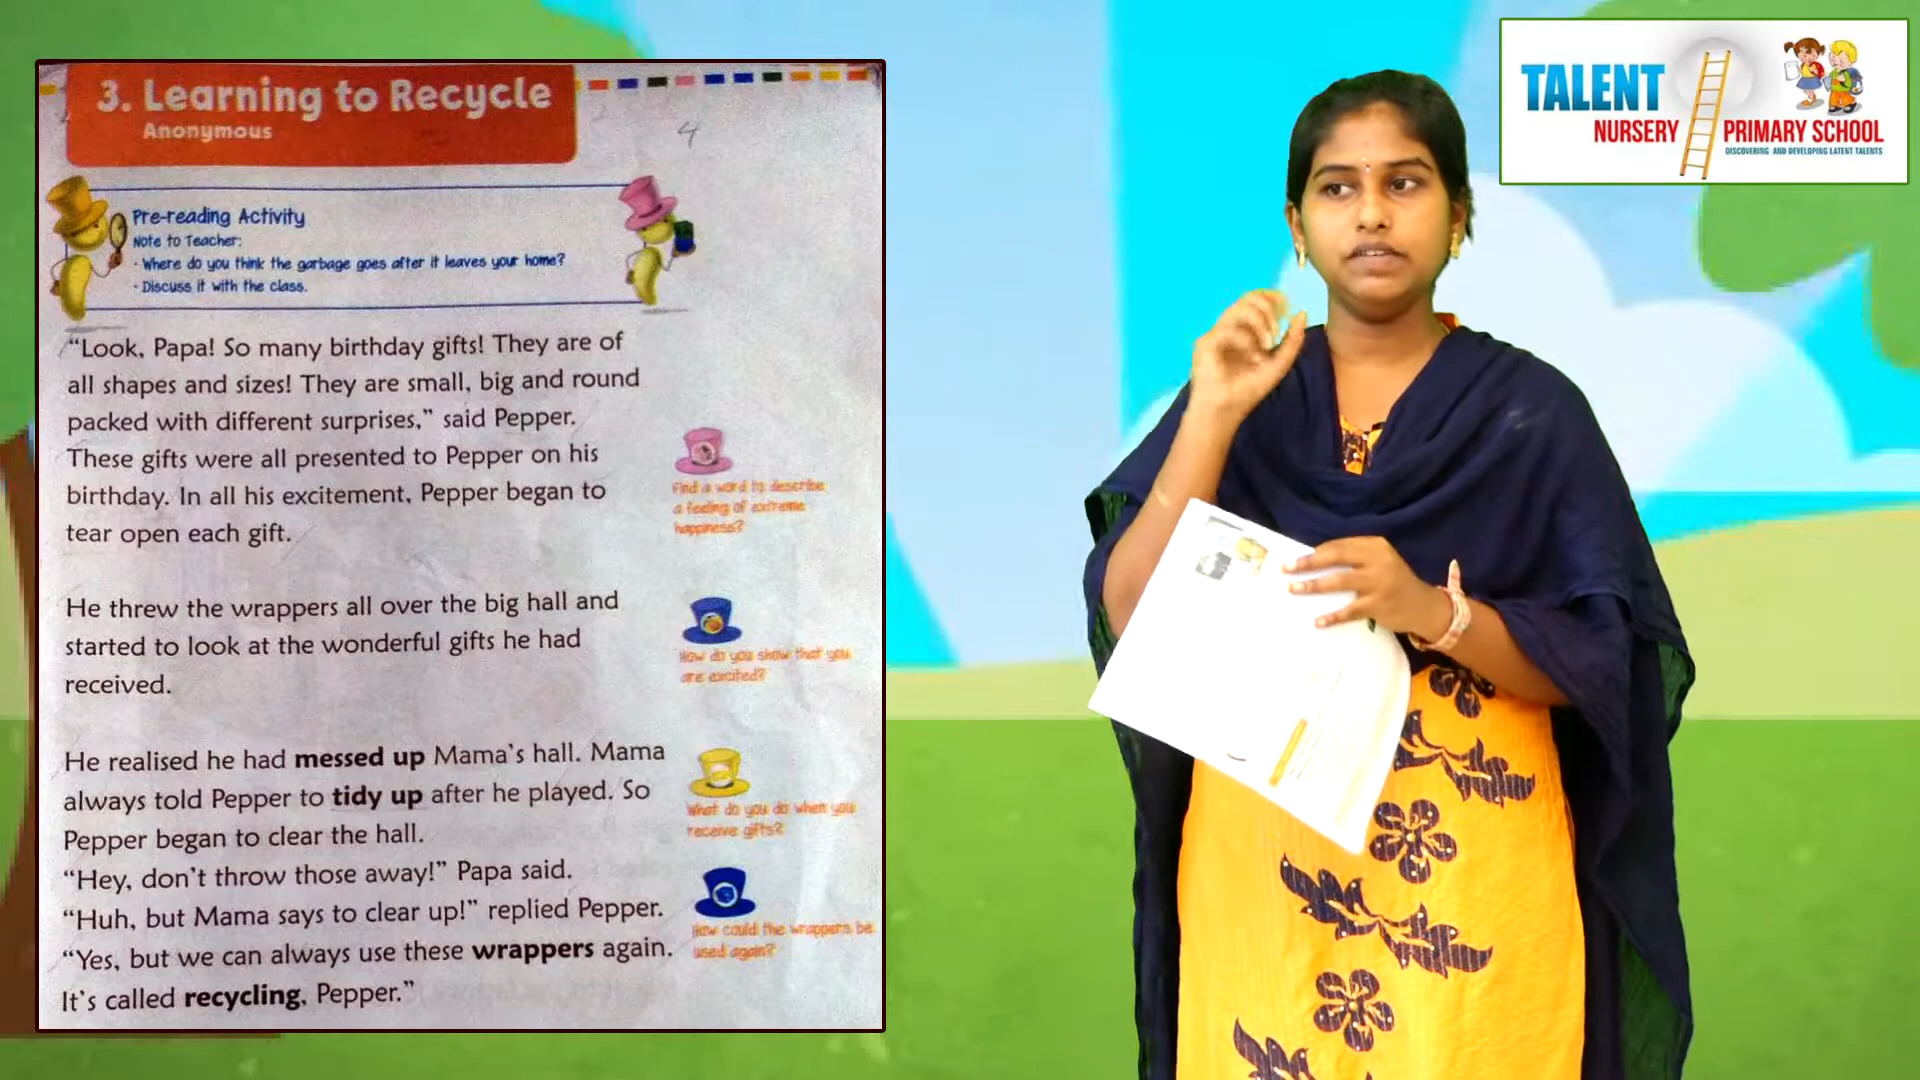 3. Learning to Recycle
Anonymous
4
Pre-reading Activity
Note to Teacher:
· Where do you think the garbage goes after it leaves your home?
· Discuss it with the class.
“Look, Papa! So many birthday gifts! They are of
all shapes and sizes! They are small, big and round
packed with different surprises,” said Pepper.
These gifts were all presented to Pepper on his
birthday. In all his excitement, Pepper began to
tear open each gift.
Find a word to describe
a feeling of extreme
happiness?
He threw the wrappers all over the big hall and
started to look at the wonderful gifts he had
received.
How do you show that you
are excited?
He realised he had messed up Mama’s hall. Mama
always told Pepper to tidy up after he played. So
Pepper began to clear the hall.
What do you do when you
receive gifts?
“Hey, don’t throw those away!” Papa said.
“Huh, but Mama says to clear up!” replied Pepper.
“Yes, but we can always use these wrappers again.
It’s called recycling, Pepper.”
How could the wrappers be
used again?
TALENT
NURSERY PRIMARY SCHOOL
DISCOVERING AND DEVELOPING LATENT TALENTS